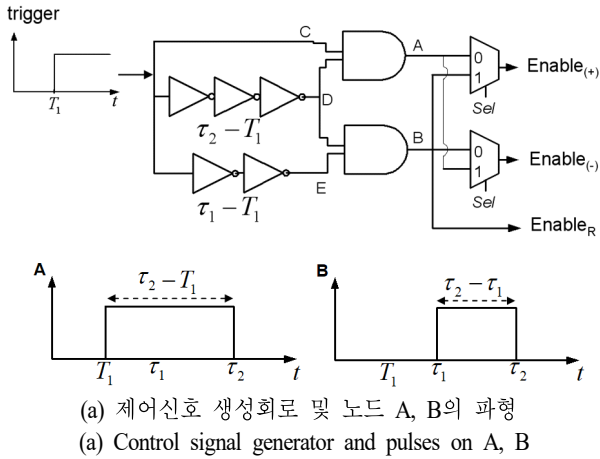 trigger
T₁
t
C
A
0
1
Sel
Enable(+)
D
τ₂ − T₁
B
0
1
Sel
Enable(-)
E
τ₁ − T₁
EnableR
A
τ₂ − T₁
T₁
τ₁
τ₂
t
B
τ₂ − τ₁
T₁
τ₁
τ₂
t
(a) 제어신호 생성회로 및 노드 A, B의 파형
(a) Control signal generator and pulses on A, B